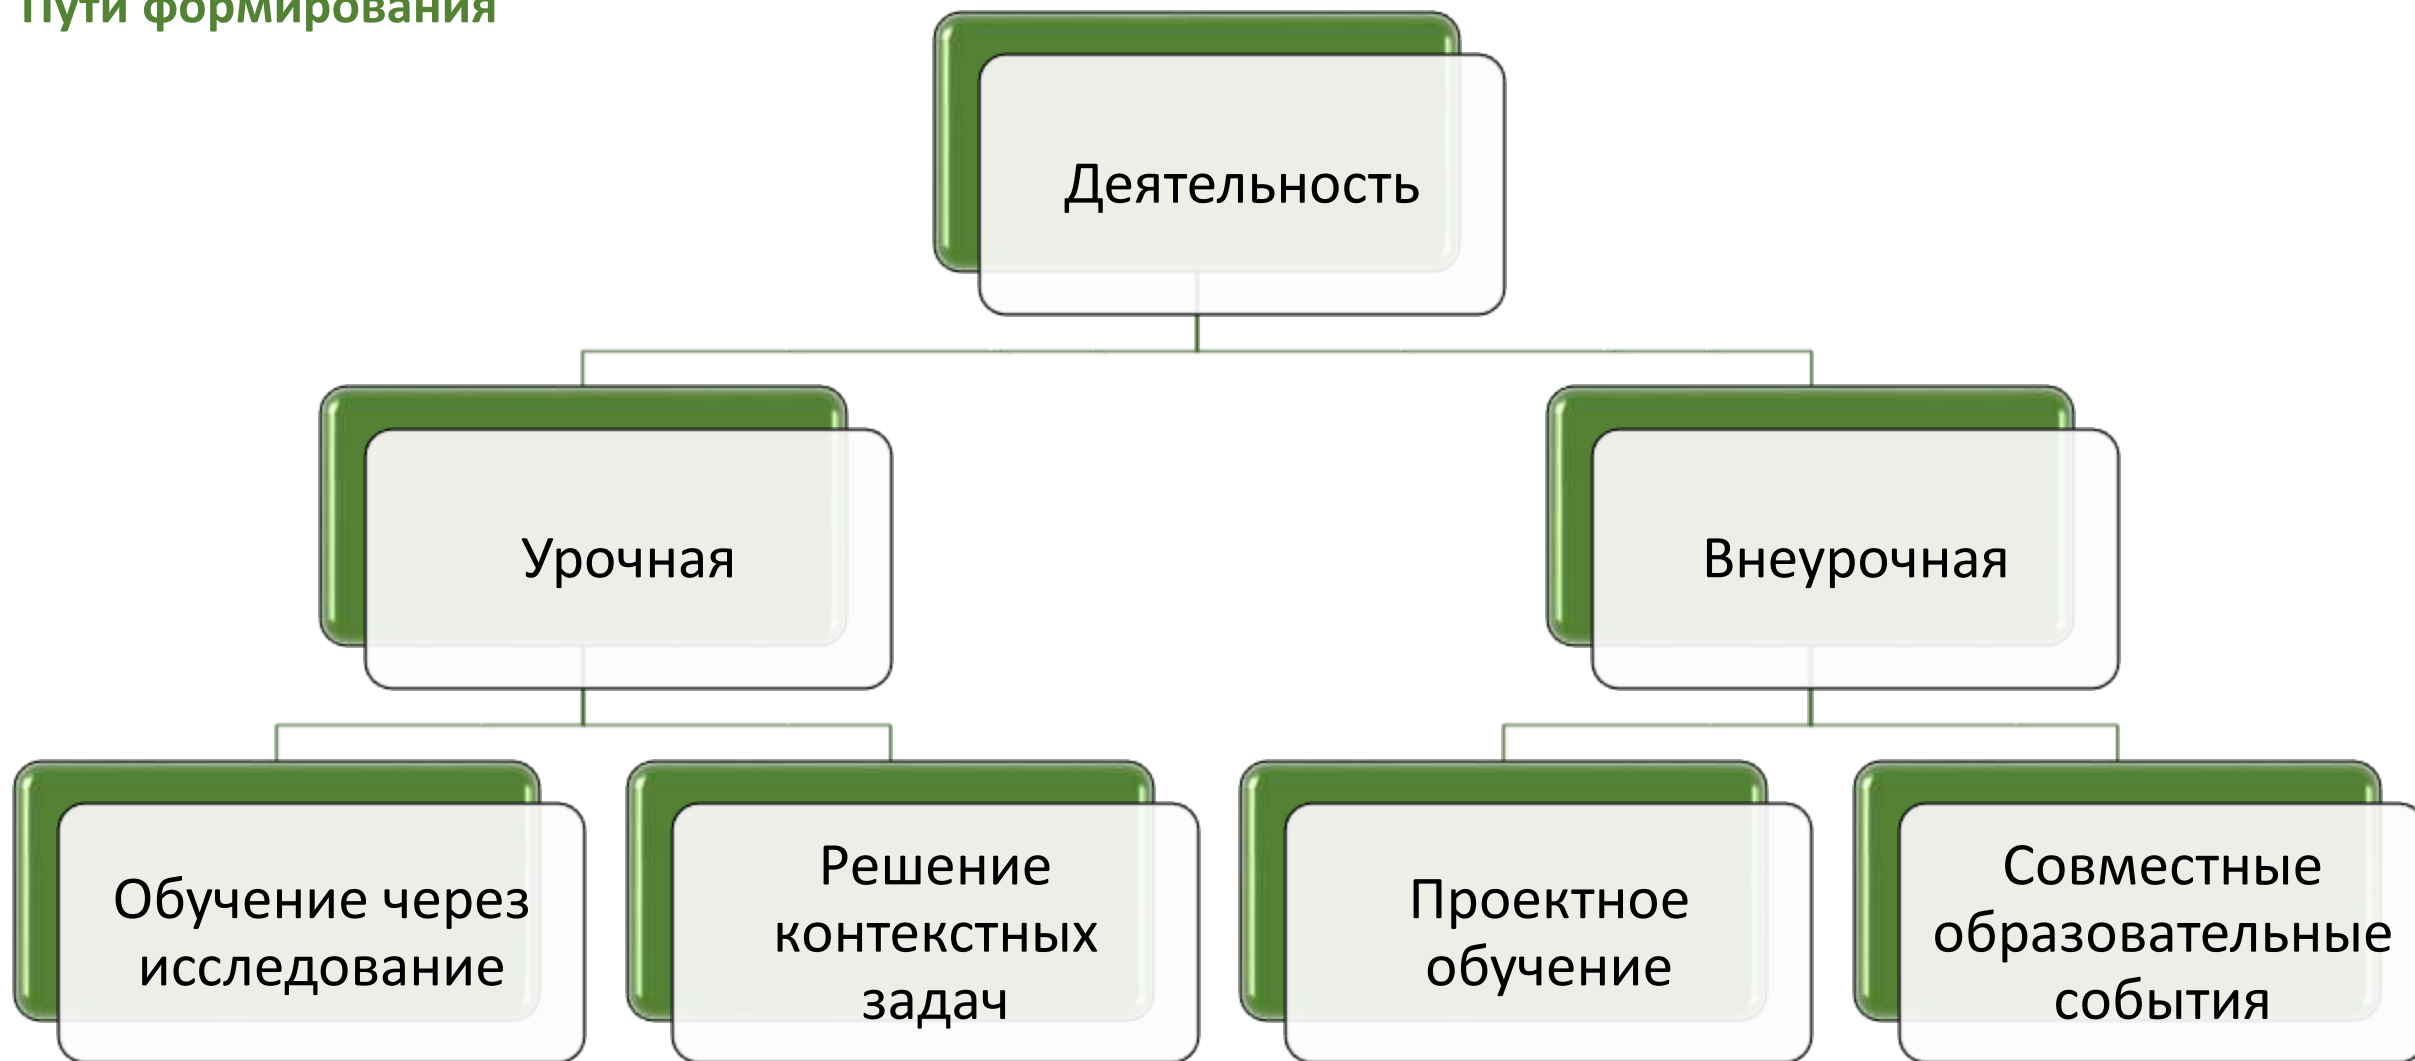 Пути формирования
Деятельность
Урочная
Внеурочная
Обучение через
исследование
Решение
контекстных
задач
Проектное
обучение
Совместные
образовательные
события